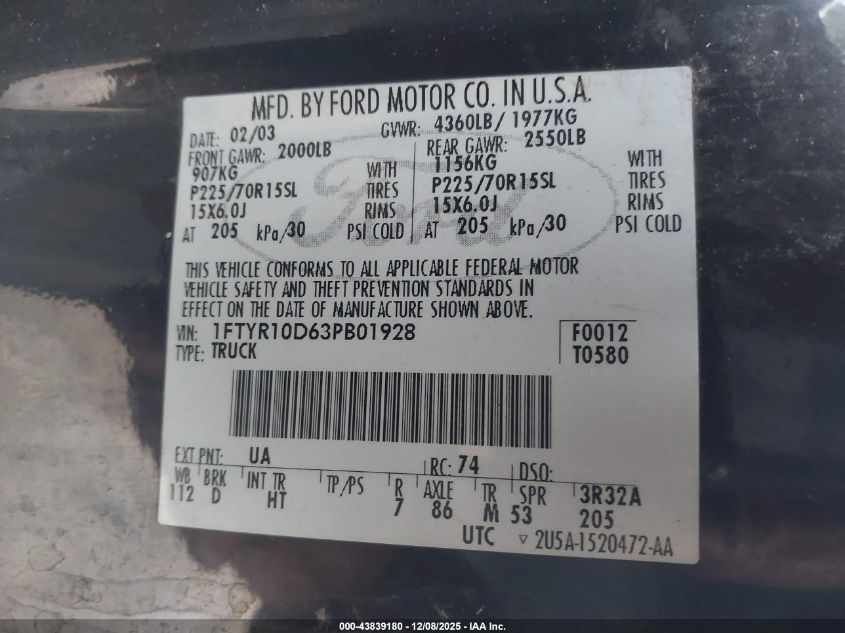 MFD. BY FORD MOTOR CO. IN U.S.A.
DATE: 02/03 GVWR: 4360LB/ 1977KG
FRONT GAWR: 2000LB REAR GAWR: 2550LB
907KG WITH 1156KG WITH
P225/70R15SL TIRES P225/70R15SL TIRES
15X6.0J RIMS 15X6.0J RIMS
AT 205 kPa/30 PSI COLD AT 205 kPa/30 PSI COLD
Ford
THIS VEHICLE CONFORMS TO ALL APPLICABLE FEDERAL MOTOR
VEHICLE SAFETY AND THEFT PREVENTION STANDARDS IN
EFFECT ON THE DATE OF MANUFACTURE SHOWN ABOVE.
VIN: 1FTYR10D63PB01928 F0012
TYPE: TRUCK T0580
EXT PNT: UA RC: 74 DSO:
WB BRK INT TR TP/PS R AXLE TR SPR 3R32A
112 D HT 7 86 M 53 205
UTC ▿ 2U5A-1520472-AA
000-43839180 - 12/08/2025 - IAA Inc.